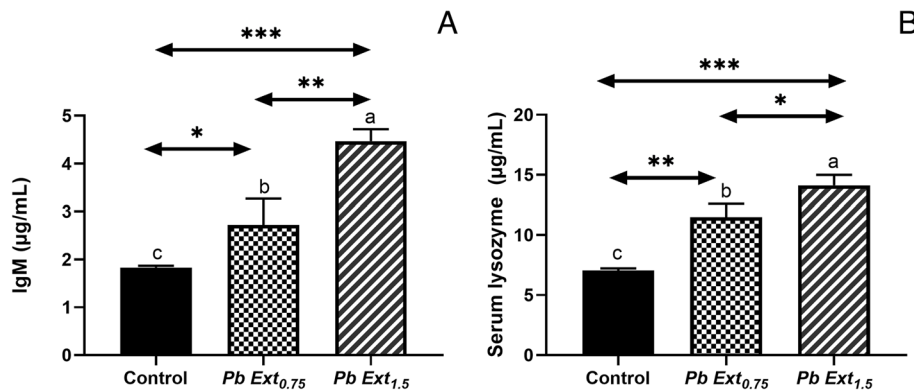 A
***
**
*
IgM (µg/mL)
5
4
3
2
1
0
c
b
a
Control
Pb Ext0.75
Pb Ext1.5
B
***
*
**
Serum lysozyme (µg/mL)
20
15
10
5
0
c
b
a
Control
Pb Ext0.75
Pb Ext1.5